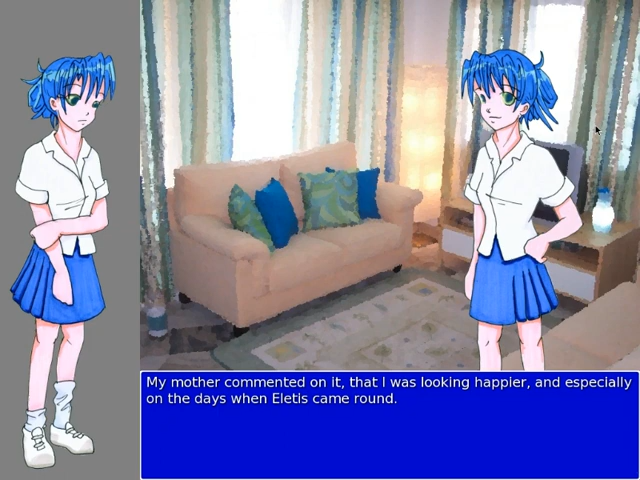 My mother commented on it, that I was looking happier, and especially
on the days when Eletis came round.